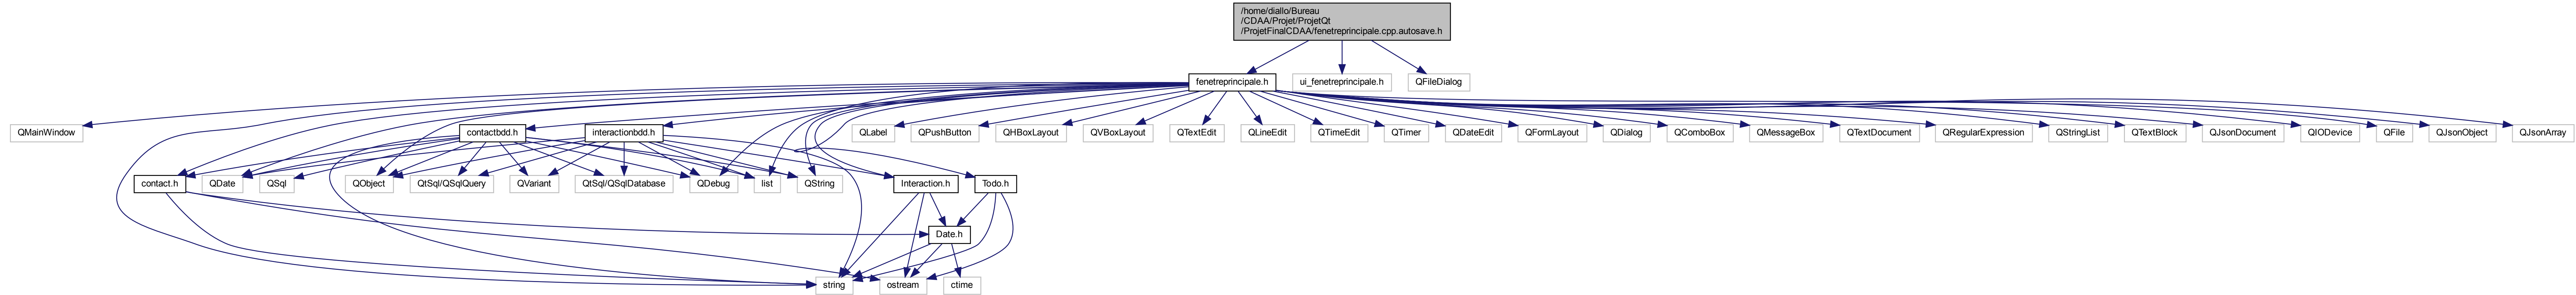 /home/diallo/Bureau
/CDAA/Projet/ProjetQt
/ProjetFinalCDAA/fenetreprincipale.cpp.autosave.h
fenetreprincipale.h
ui_fenetreprincipale.h
QFileDialog
QMainWindow
contactbdd.h
interactionbdd.h
QLabel
QPushButton
QHBoxLayout
QVBoxLayout
QTextEdit
QLineEdit
QTimeEdit
QTimer
QDateEdit
QFormLayout
QDialog
QComboBox
QMessageBox
QTextDocument
QRegularExpression
QStringList
QTextBlock
QJsonDocument
QIODevice
QFile
QJsonObject
QJsonArray
contact.h
QDate
QSql
QObject
QtSql/QSqlQuery
QVariant
QtSql/QSqlDatabase
QDebug
list
QString
Interaction.h
Todo.h
Date.h
string
ostream
ctime